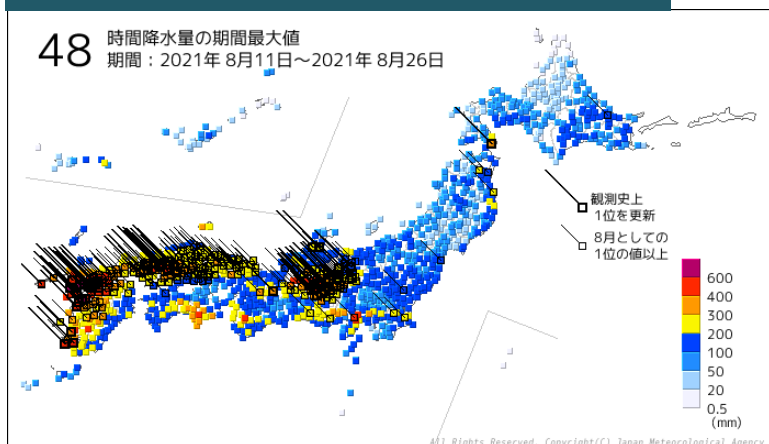 48 時間降水量の期間最大値
期間：2021年 8月11日～2021年 8月26日
観測史上
1位を更新
8月としての
1位の値以上
600
400
300
200
100
50
20
0.5
(mm)
All Rights Reserved. Copyright(C) Japan Meteorological Agency